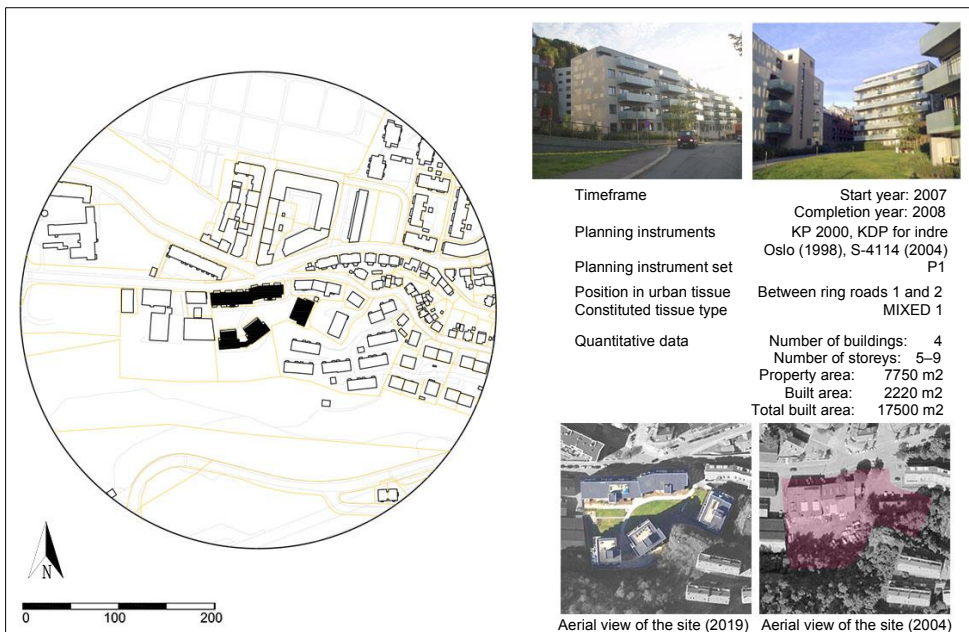 Timeframe Start year: 2007
Completion year: 2008
Planning instruments KP 2000, KDP for indre
Oslo (1998), S-4114 (2004)
Planning instrument set P1
Position in urban tissue Between ring roads 1 and 2
Constituted tissue type MIXED 1
Quantitative data Number of buildings: 4
Number of storeys: 5–9
Property area: 7750 m2
Built area: 2220 m2
Total built area: 17500 m2
N
0 100 200
Aerial view of the site (2019) Aerial view of the site (2004)